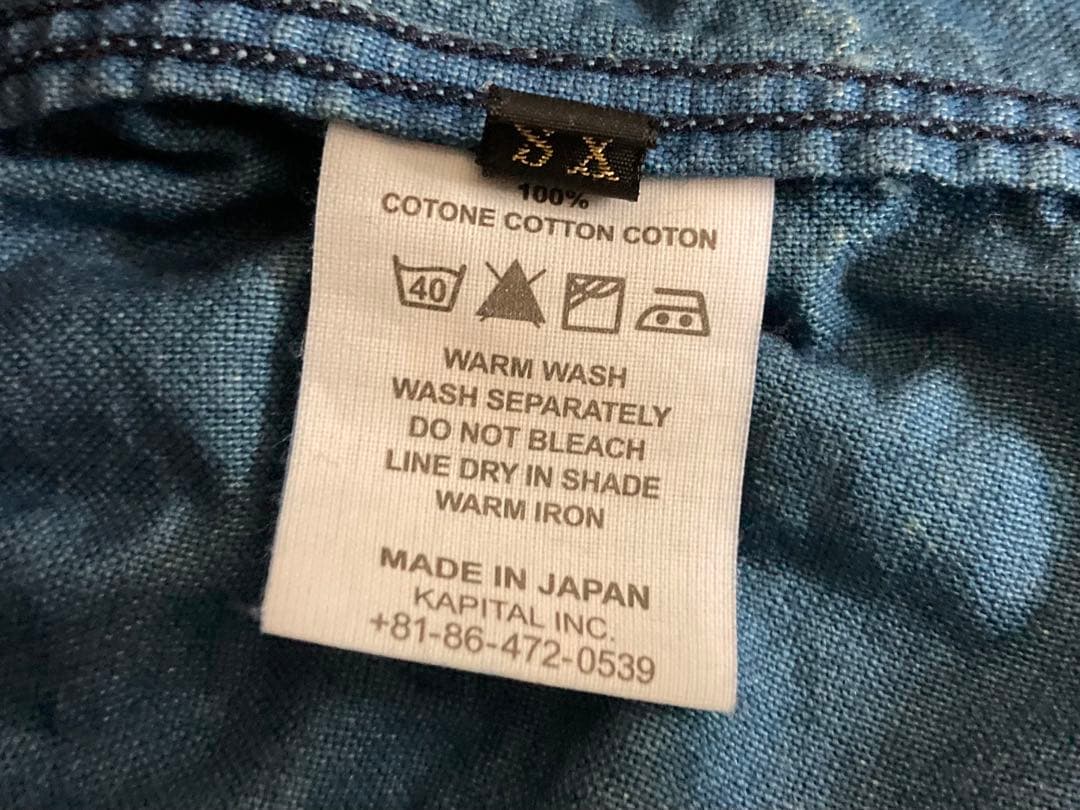 XS
100%
COTONE COTTON COTON
40
WARM WASH
WASH SEPARATELY
DO NOT BLEACH
LINE DRY IN SHADE
WARM IRON
MADE IN JAPAN
KAPITAL INC.
+81-86-472-0539